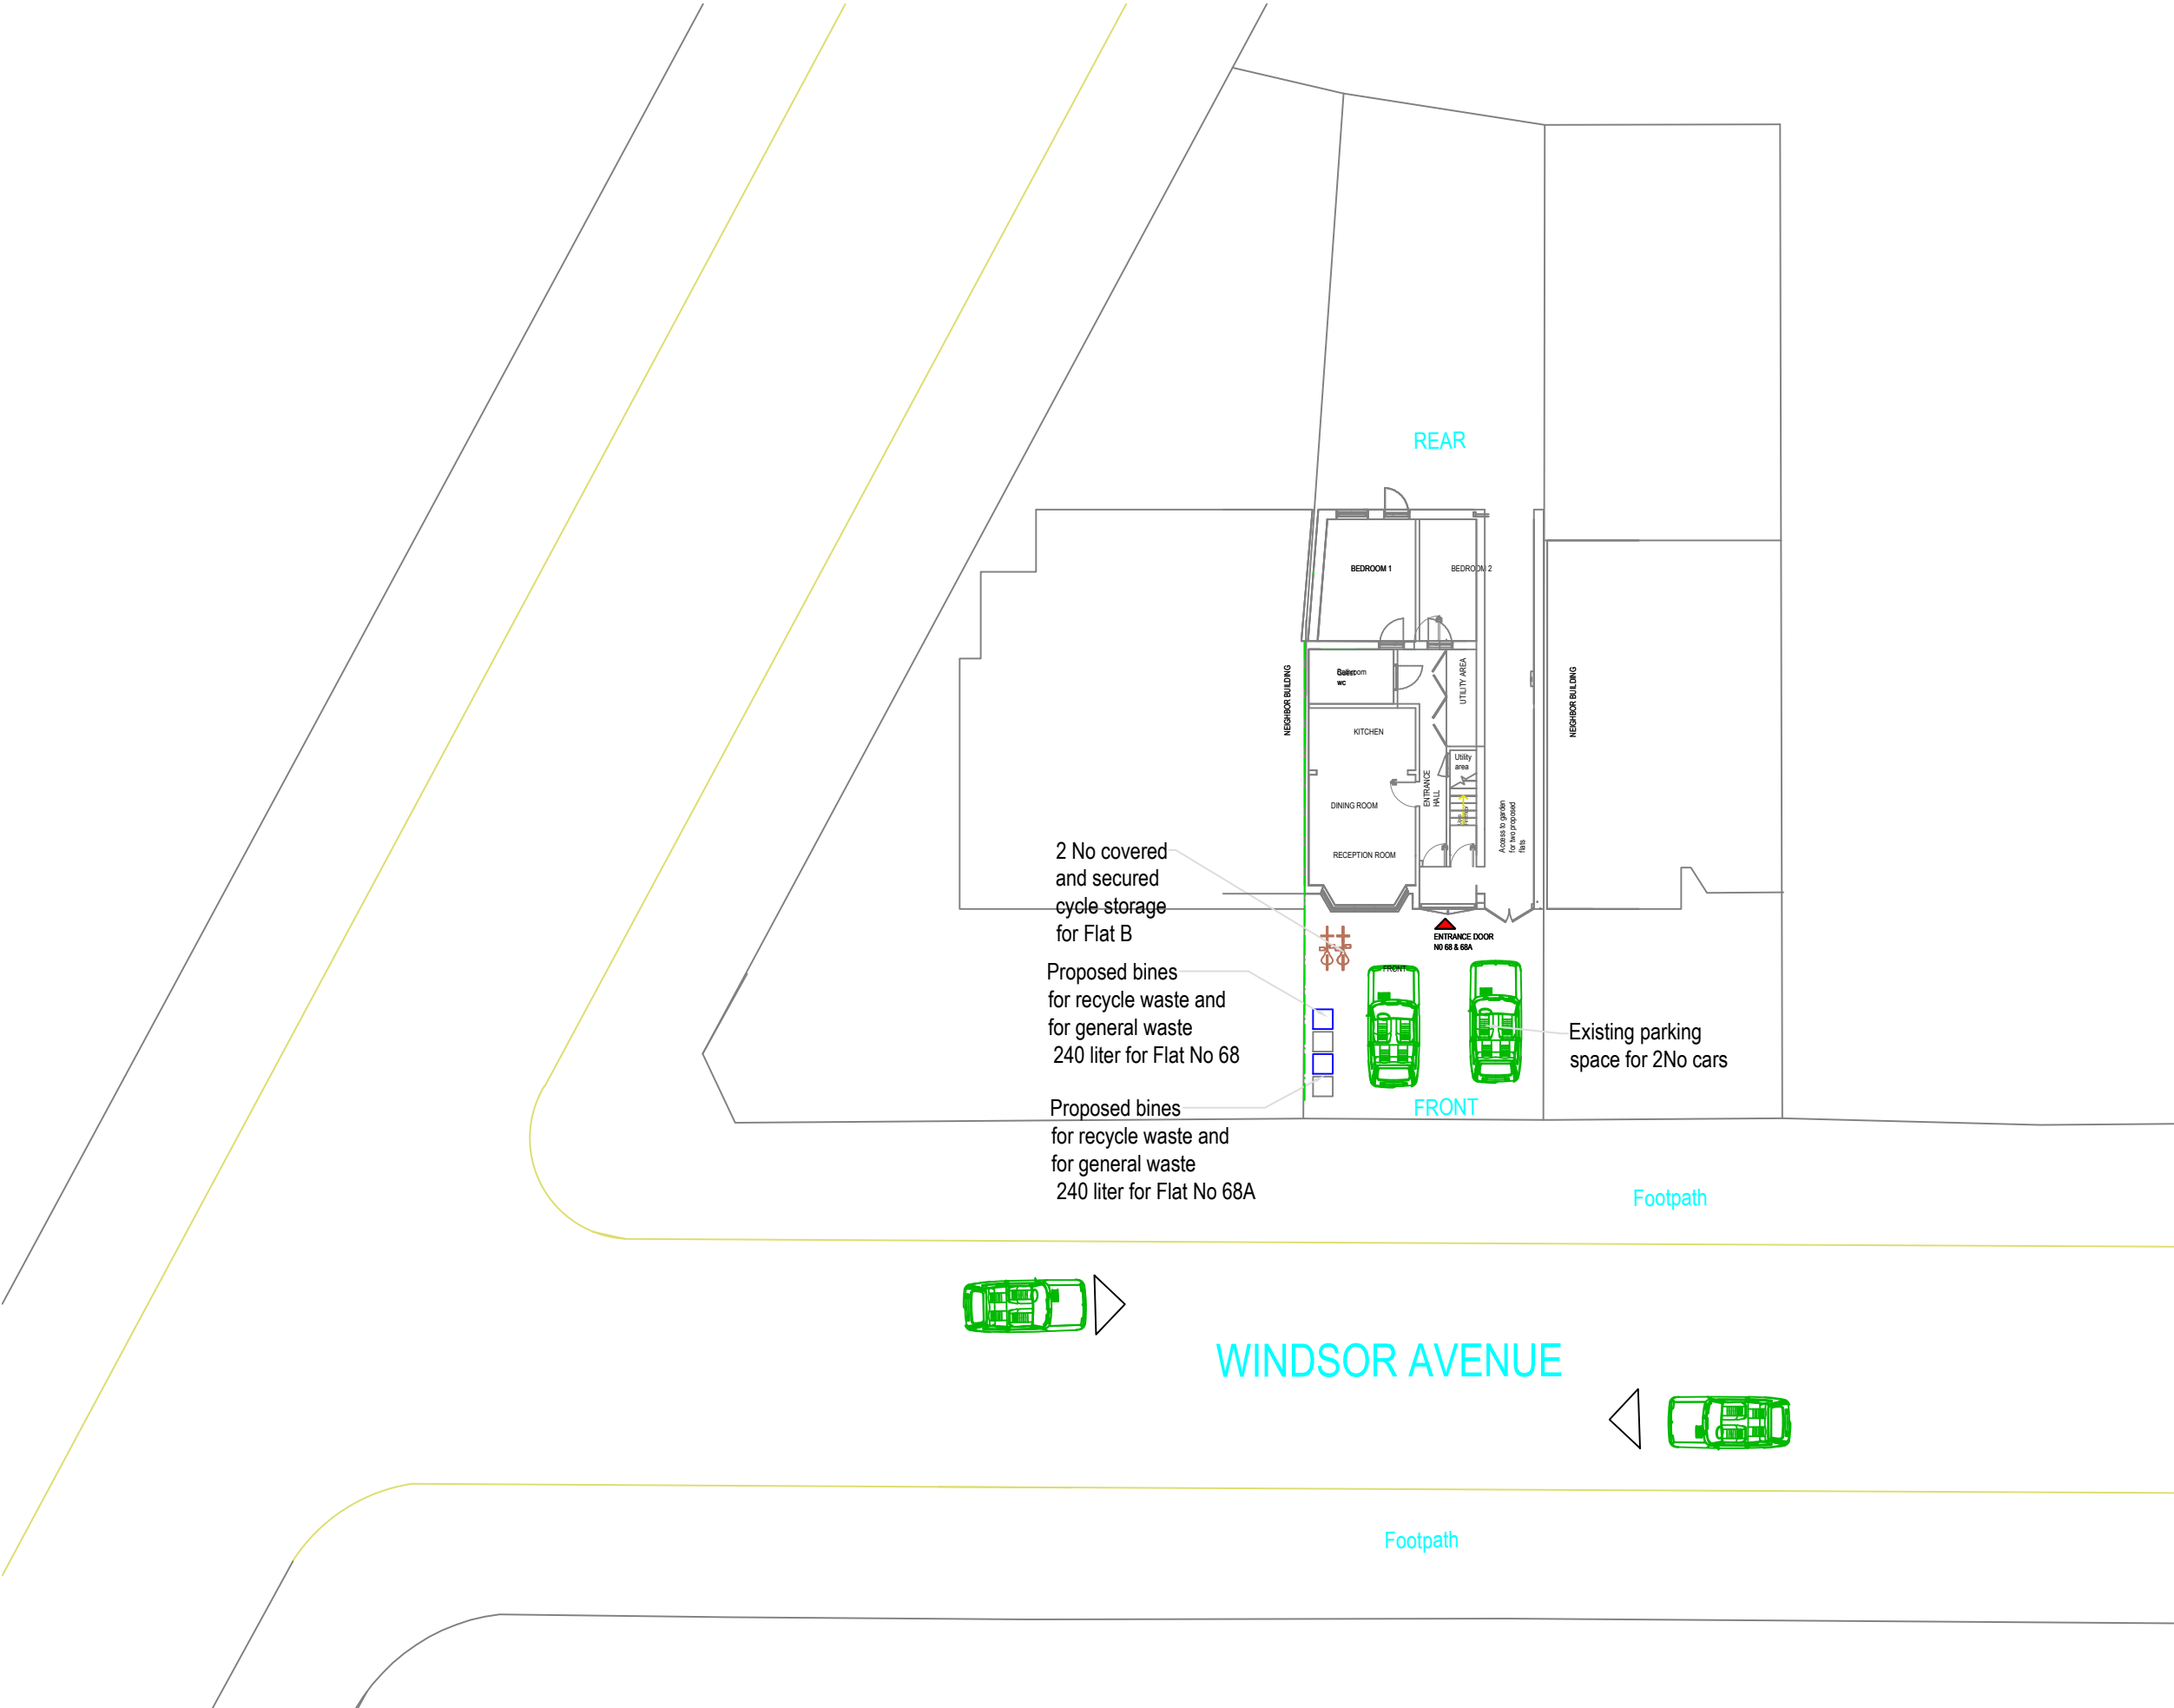 REAR
BEDROOM 1
BEDROOM 2
NEIGHBOR BUILDING
wc
UTILITY AREA
NEIGHBOR BUILDING
KITCHEN
Utility
area
ENTRANCE
HALL
DINING ROOM
Access to garden
for two proposed
flats
RECEPTION ROOM
2 No covered
and secured
cycle storage
for Flat B
ENTRANCE DOOR
N0 68 & 68A
FRONT
Proposed bines
for recycle waste and
for general waste
240 liter for Flat No 68
Existing parking
space for 2No cars
Proposed bines
for recycle waste and
for general waste
240 liter for Flat No 68A
FRONT
Footpath
WINDSOR AVENUE
Footpath